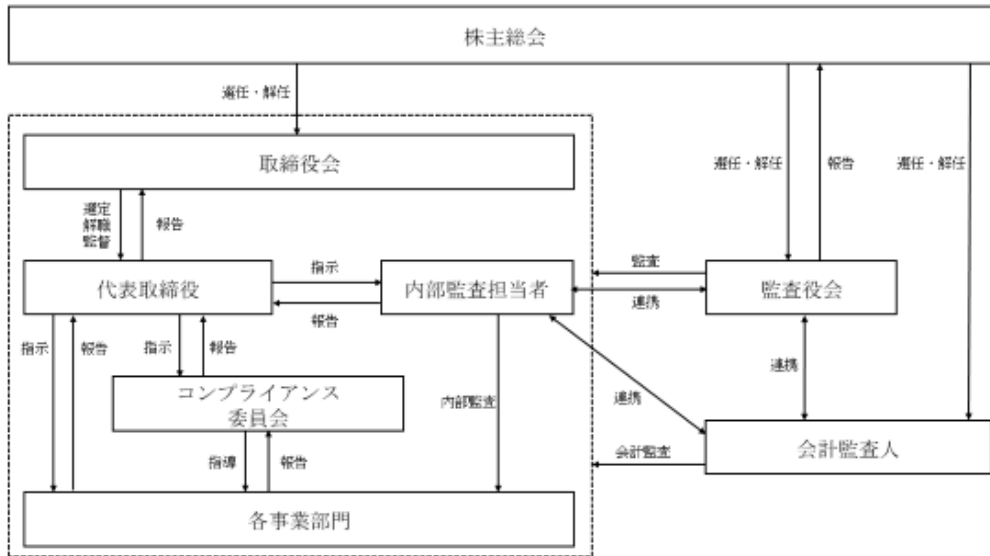 株主総会
選任・解任
選任・解任
報告
選任・解任
取締役会
選定
解職
監督
報告
代表取締役
指示
報告
内部監査担当者
監査
連携
監査役会
指示
報告
指示
報告
コンプライアンス
委員会
内部監査
連携
連携
指導
報告
会計監査
会計監査人
各事業部門